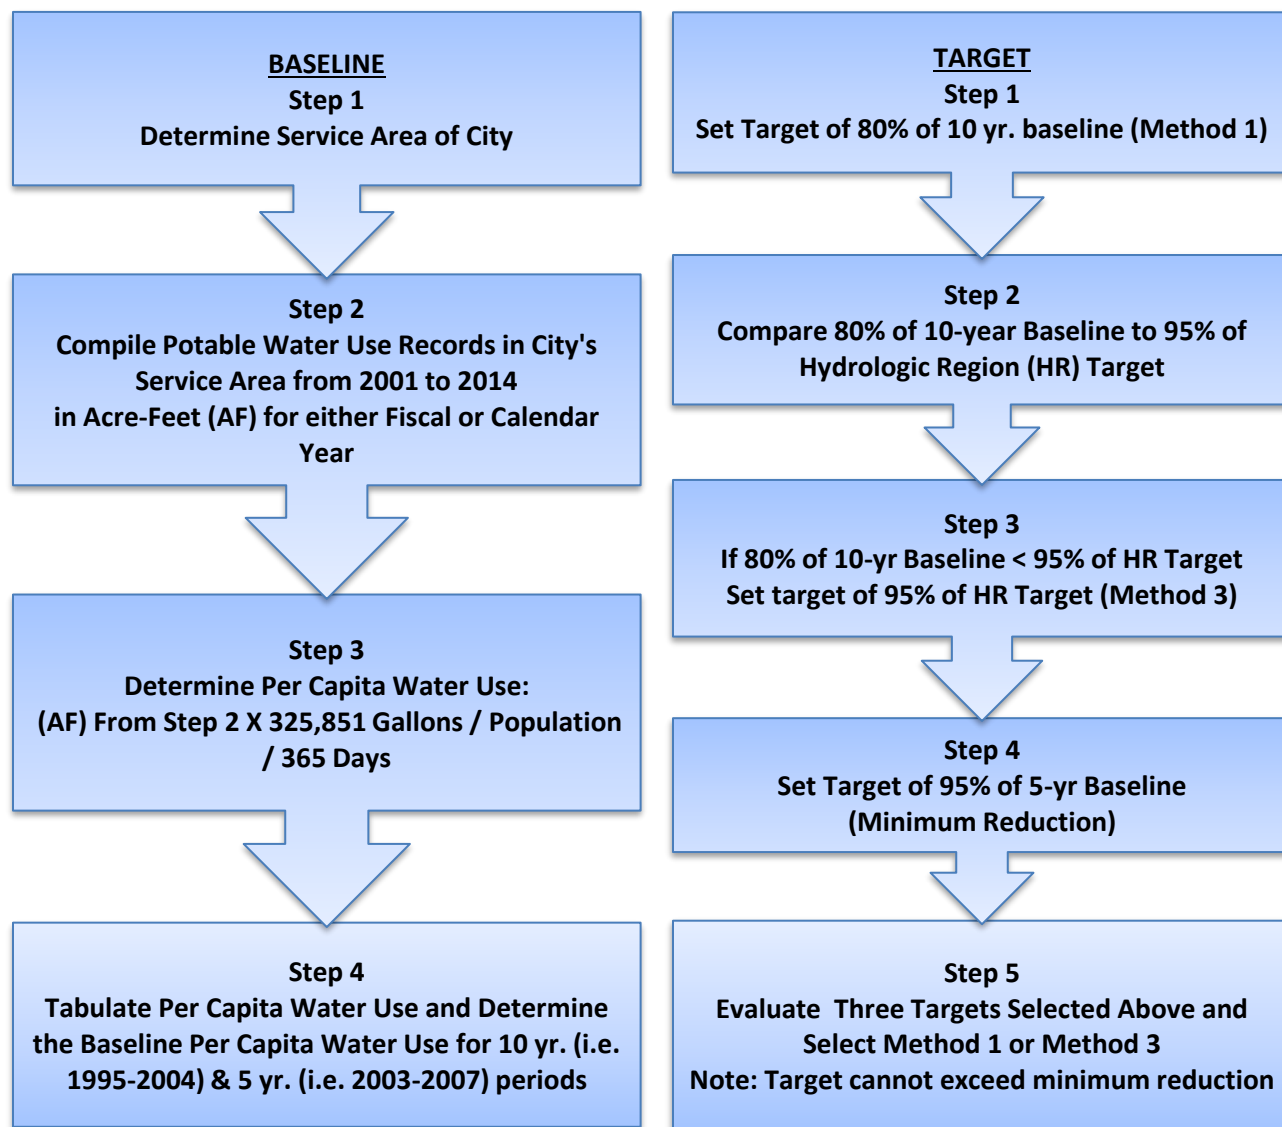 BASELINE
Step 1
Determine Service Area of City
Step 2
Compile Potable Water Use Records in City's
Service Area from 2001 to 2014
in Acre-Feet (AF) for either Fiscal or Calendar
Year
Step 3
Determine Per Capita Water Use:
(AF) From Step 2 X 325,851 Gallons / Population
/ 365 Days
Step 4
Tabulate Per Capita Water Use and Determine
the Baseline Per Capita Water Use for 10 yr. (i.e.
1995-2004) & 5 yr. (i.e. 2003-2007) periods
TARGET
Step 1
Set Target of 80% of 10 yr. baseline (Method 1)
Step 2
Compare 80% of 10-year Baseline to 95% of
Hydrologic Region (HR) Target
Step 3
If 80% of 10-yr Baseline < 95% of HR Target
Set target of 95% of HR Target (Method 3)
Step 4
Set Target of 95% of 5-yr Baseline
(Minimum Reduction)
Step 5
Evaluate Three Targets Selected Above and
Select Method 1 or Method 3
Note: Target cannot exceed minimum reduction